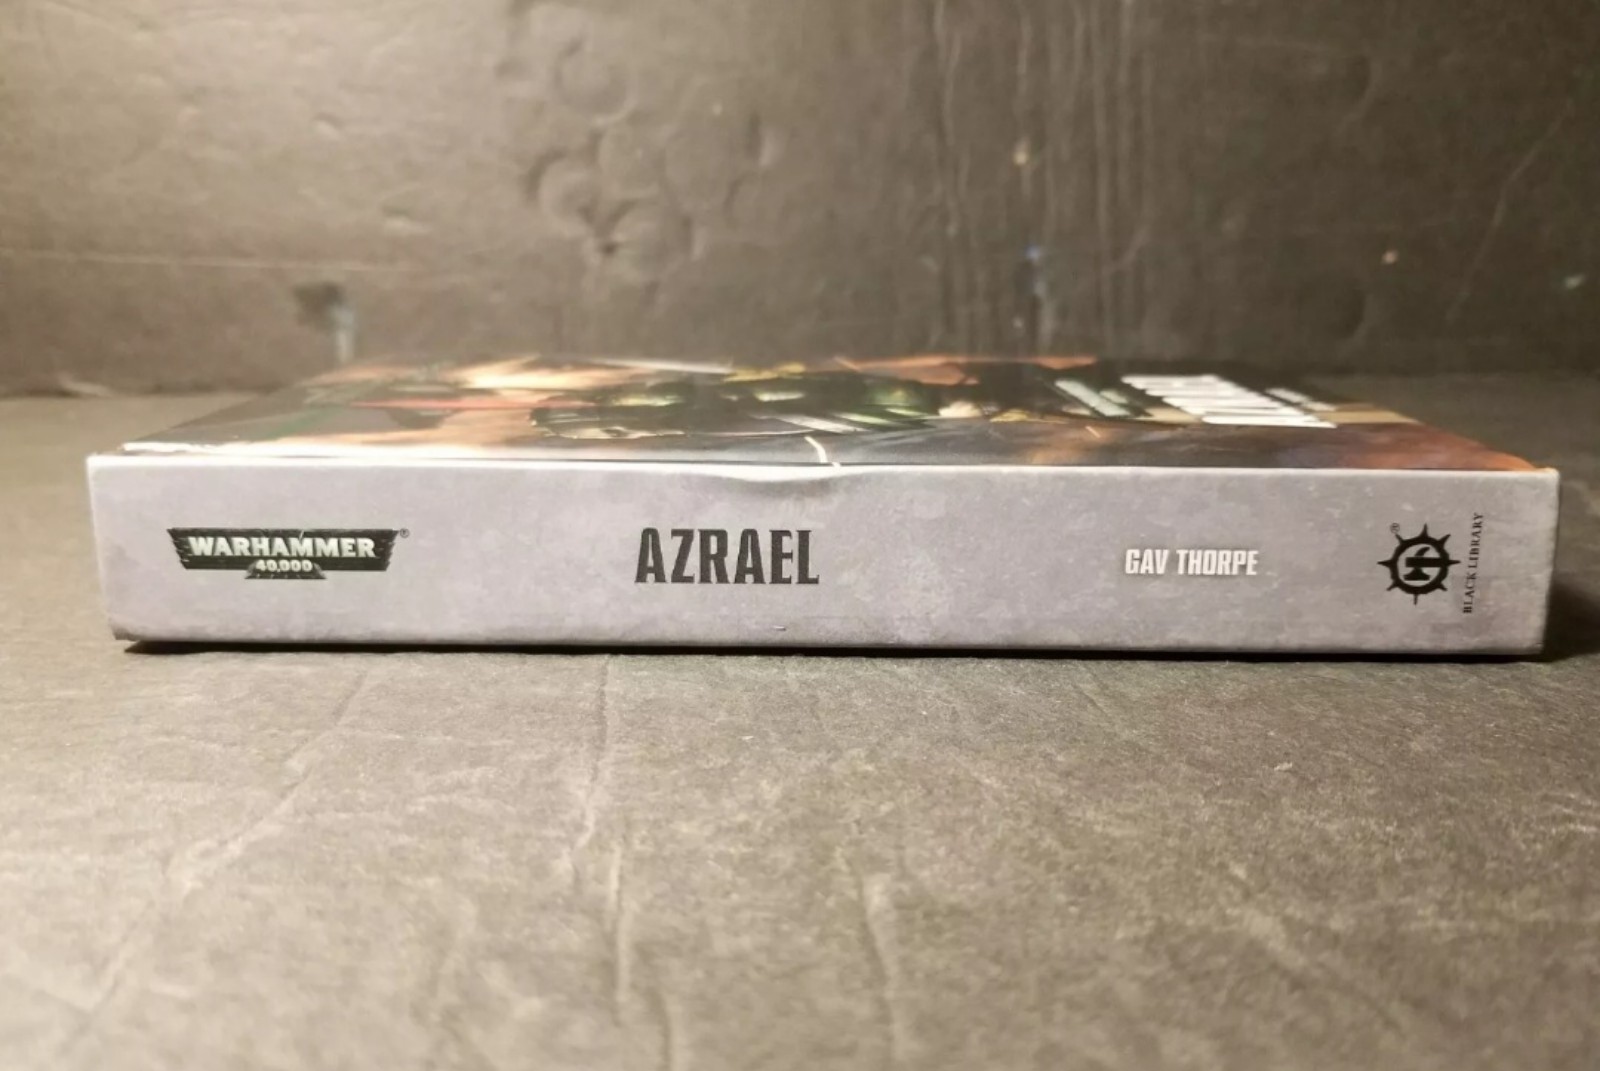 WARHAMMER®
40,000
AZRAEL
GAV THORPE
®
BLACK LIBRARY